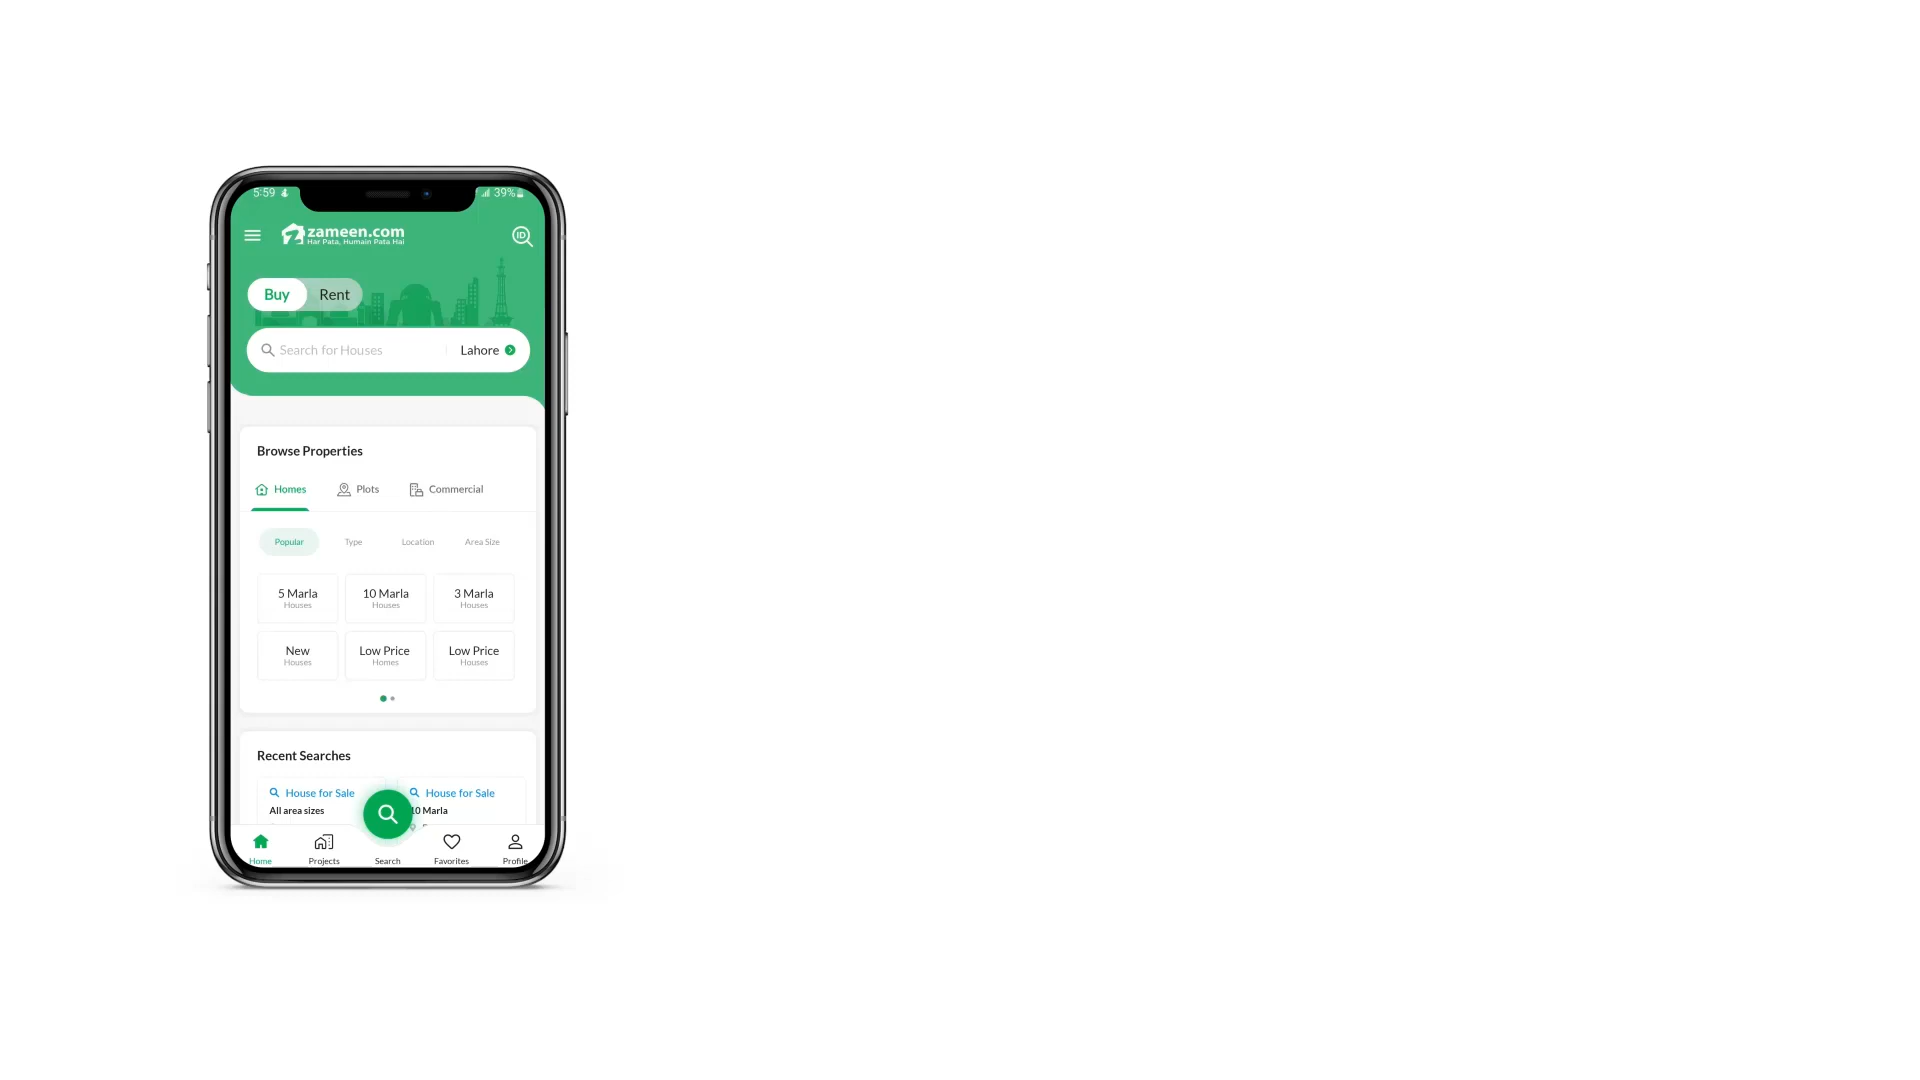 5:59 39%
zameen.com
Har Pata, Humain Pata Hai
ID
Buy Rent
Search for Houses Lahore
Browse Properties
Homes Plots Commercial
Popular Type Location Area Size
5 Marla 10 Marla 3 Marla
Houses Houses Houses
New Low Price Low Price
Houses Homes Houses
Recent Searches
House for Sale House for Sale
All area sizes 10 Marla
Home Projects Search Favorites Profile